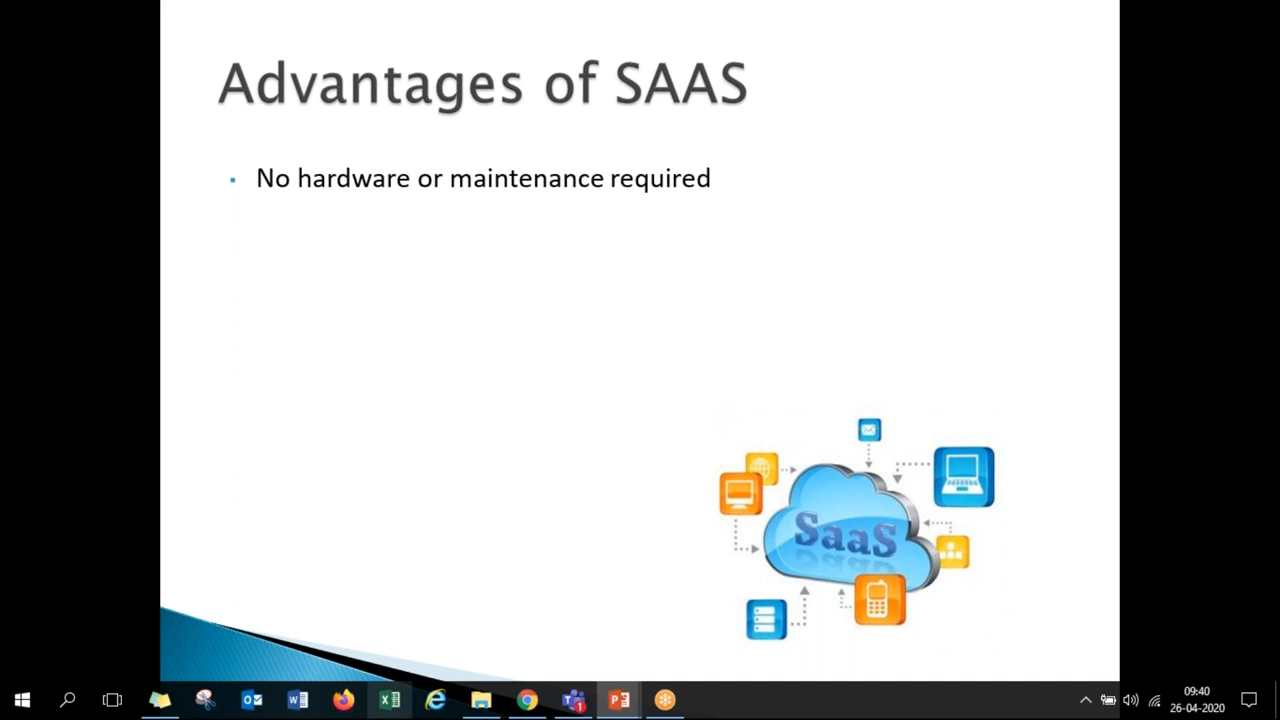 Advantages of SAAS
▪ No hardware or maintenance required
SaaS
09:40
26-04-2020